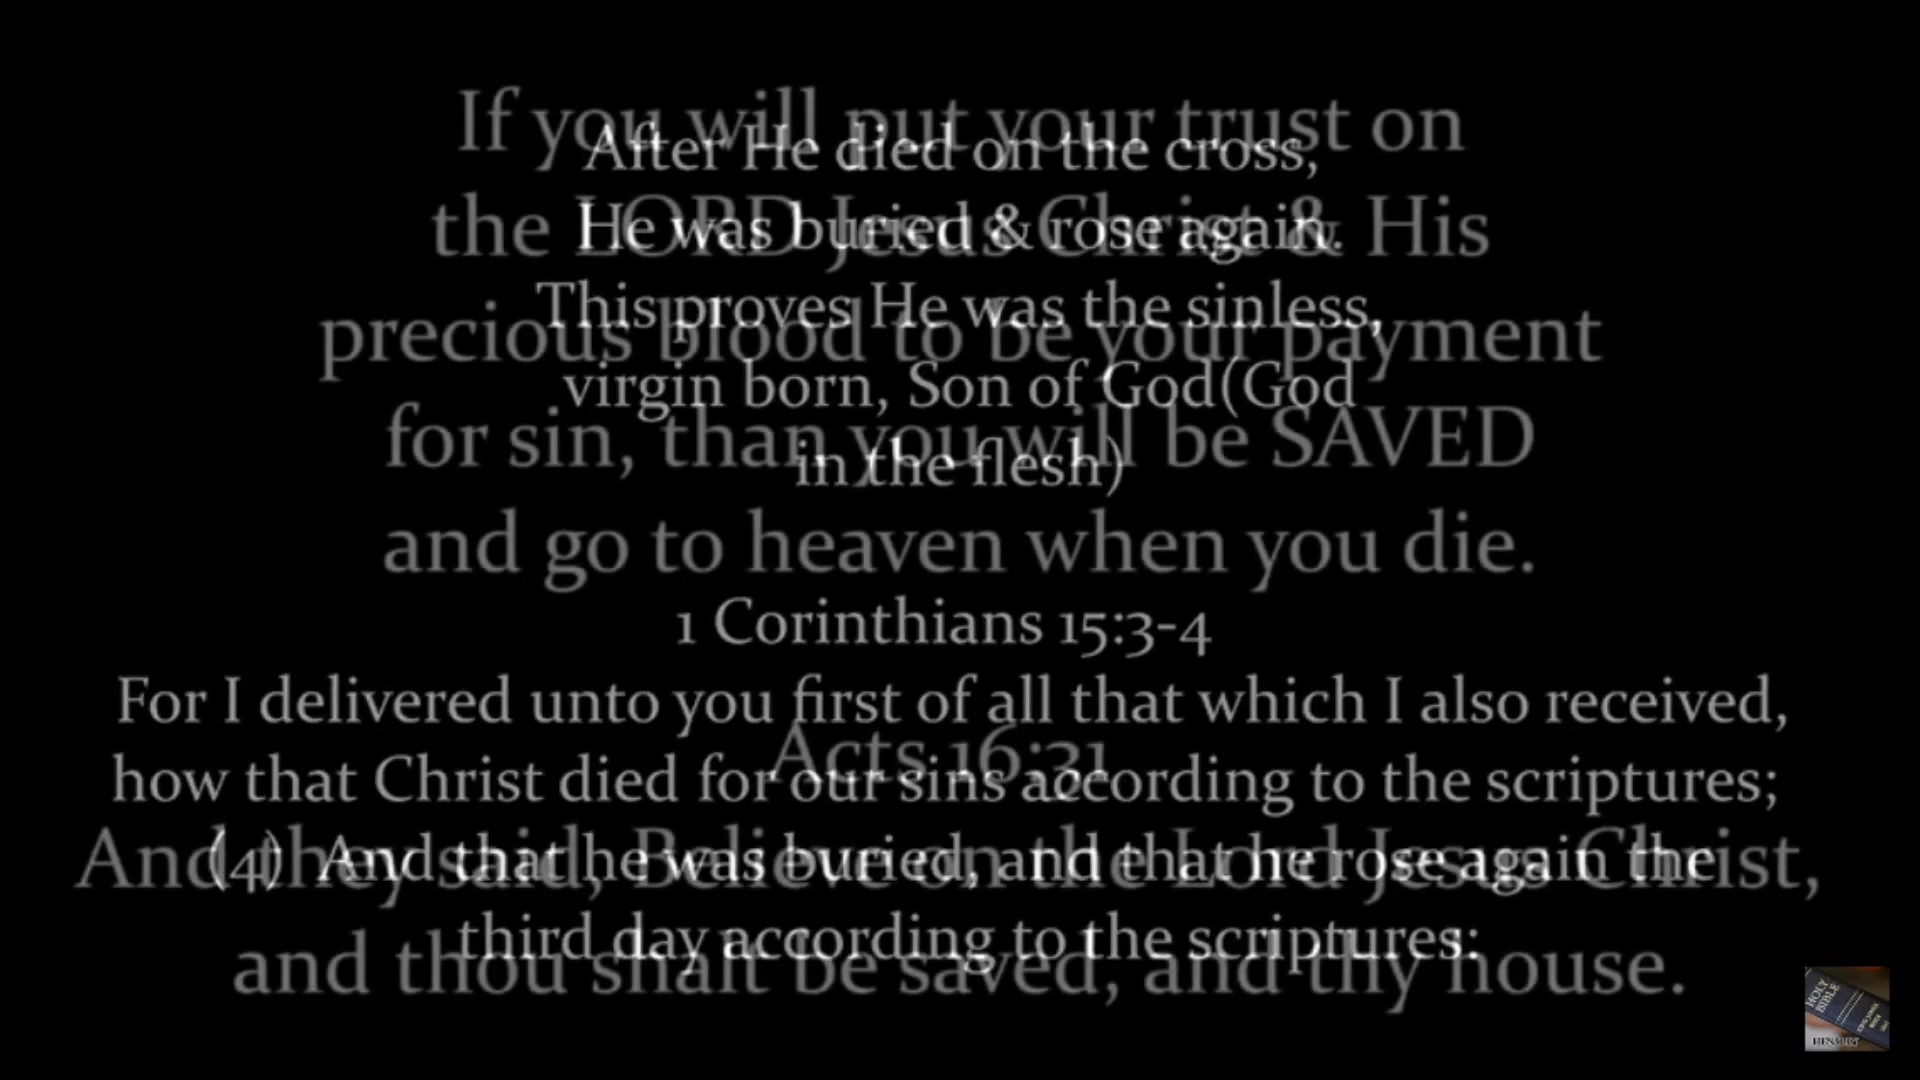 After He died on the cross,
He was buried & rose again.
This proves He was the sinless,
virgin born, Son of God(God
in the flesh)
1 Corinthians 15:3-4
For I delivered unto you first of all that which I also received,
how that Christ died for our sins according to the scriptures;
(4) And that he was buried, and that he rose again the
third day according to the scriptures:
If you will put your trust on
the LORD Jesus Christ & His
precious blood to be your payment
for sin, than you will be SAVED
and go to heaven when you die.
Acts 16:31
And they said, Believe on the Lord Jesus Christ,
and thou shalt be saved, and thy house.
HOLY
BIBLE